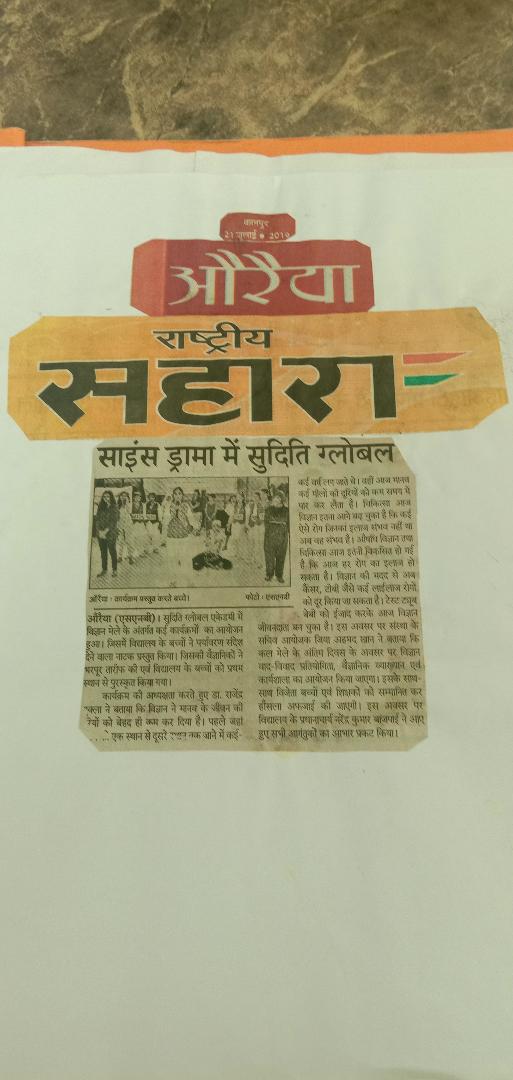 कानपुर
21 जुलाई ● 2019
औरैया
राष्ट्रीय
सहारा
साइंस ड्रामा में सुदिति ग्लोबल
औरैया : कार्यक्रम प्रस्तुत करते बच्चे। फोटो : एसएनबी
औरैया (एसएनबी)। सुदिति ग्लोबल एकेडमी में
विज्ञान मेले के अंतर्गत कई कार्यक्रमों का आयोजन
हुआ। जिसमें विद्यालय के बच्चों ने पर्यावरण संदेश
देने वाला नाटक प्रस्तुत किया। जिसकी वैज्ञानिकों ने
भरपूर तारीफ की एवं विद्यालय के बच्चों को प्रथम
स्थान से पुरस्कृत किया गया।
कार्यक्रम की अध्यक्षता करते हुए डा. राजेंद्र
क्ला ने बताया कि विज्ञान ने मानव के जीवन की
यों को बेहद ही कम कर दिया है। पहले जहां
एक स्थान से दूसरे तक जाने में कई-
कई वर्ष लग जाते थे। वहीं आज मानव
कई मीलों की दूरियों को कम समय में
पार कर लेता है। चिकित्सा आज
विज्ञान इतना आगे बढ़ चुका है कि कई
ऐसे रोग जिनका इलाज संभव नहीं था
अब वह संभव है। औषधि विज्ञान तथा
चिकित्सा आज इतनी विकसित हो गई
है कि आज हर रोग का इलाज हो
सकता है। विज्ञान की मदद से अब
कैंसर, टीबी जैसे कई लाईलाज रोगों
को दूर किया जा सकता है। टेस्ट ट्यूब
बेबी को ईजाद करके आज विज्ञान
जीवनदाता बन चुका है। इस अवसर पर संस्था के
सचिव आयोजक जिया अहमद खान ने बताया कि
कल मेले के अंतिम दिवस के अवसर पर विज्ञान
वाद-विवाद प्रतियोगिता, वैज्ञानिक व्याख्यान एवं
कार्यशाला का आयोजन किया जाएगा। इसके साथ-
साथ विजेता बच्चों एवं शिक्षकों को सम्मानित कर
हौंसला अफजाई की जाएगी। इस अवसर पर
विद्यालय के प्रधानाचार्य नरेंद्र कुमार बाजपाई ने आए
हुए सभी आगंतुकों का आभार प्रकट किया।